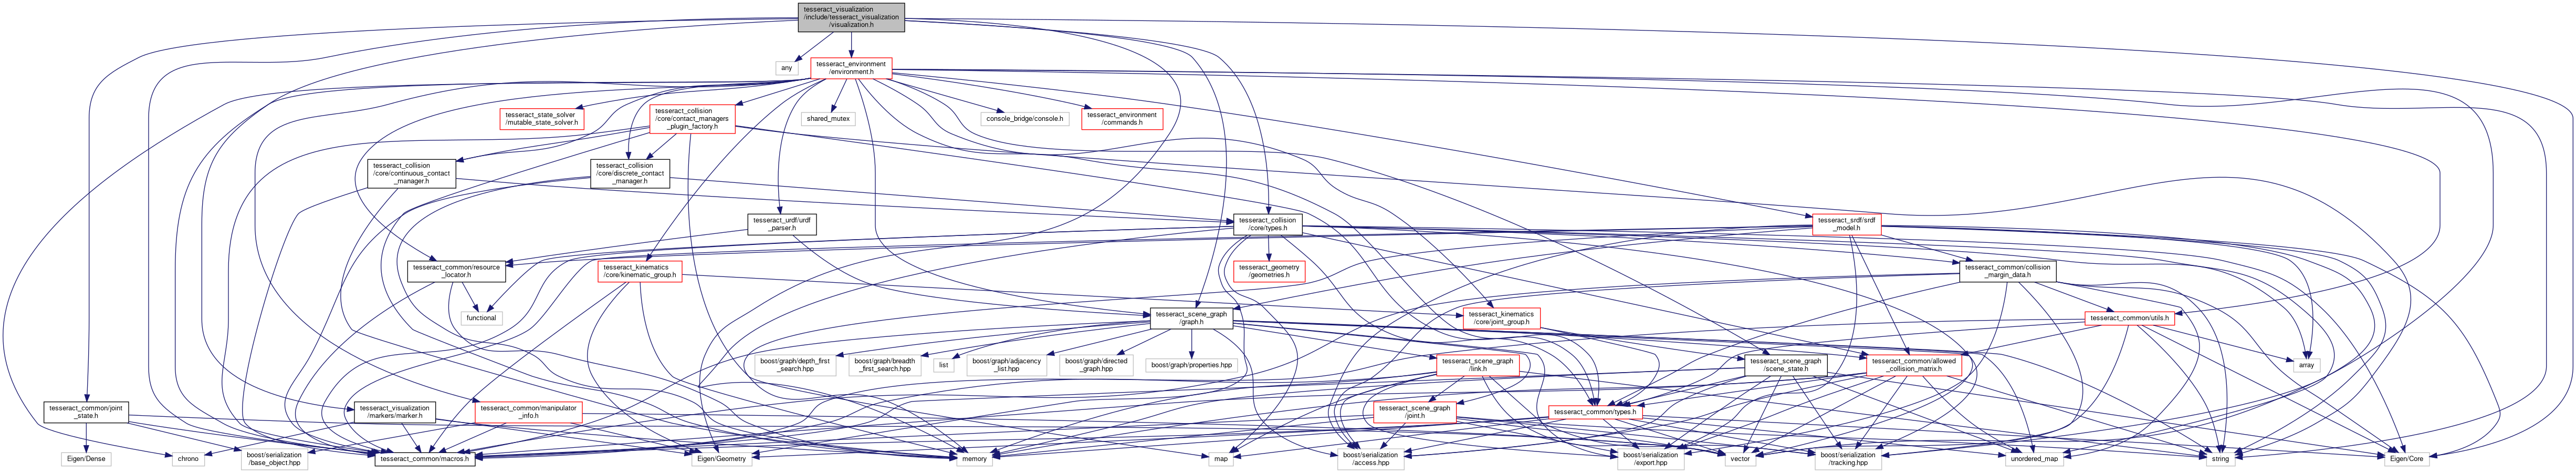 tesseract_visualization
/include/tesseract_visualization
/visualization.h
any
tesseract_environment
/environment.h
tesseract_state_solver
/mutable_state_solver.h
tesseract_collision
/core/contact_managers
_plugin_factory.h
shared_mutex
console_bridge/console.h
tesseract_environment
/commands.h
tesseract_collision
/core/continuous_contact
_manager.h
tesseract_collision
/core/discrete_contact
_manager.h
tesseract_urdf/urdf
_parser.h
tesseract_collision
/core/types.h
tesseract_srdf/srdf
_model.h
tesseract_common/resource
_locator.h
tesseract_kinematics
/core/kinematic_group.h
tesseract_geometry
/geometries.h
tesseract_common/collision
_margin_data.h
functional
tesseract_scene_graph
/graph.h
tesseract_kinematics
/core/joint_group.h
tesseract_common/utils.h
boost/graph/depth_first
_search.hpp
boost/graph/breadth
_first_search.hpp
list
boost/graph/adjacency
_list.hpp
boost/graph/directed
_graph.hpp
boost/graph/properties.hpp
tesseract_scene_graph
/link.h
tesseract_scene_graph
/scene_state.h
tesseract_common/allowed
_collision_matrix.h
array
tesseract_common/joint
_state.h
tesseract_visualization
/markers/marker.h
tesseract_common/manipulator
_info.h
tesseract_scene_graph
/joint.h
tesseract_common/types.h
Eigen/Dense
chrono
boost/serialization
/base_object.hpp
tesseract_common/macros.h
Eigen/Geometry
memory
map
boost/serialization
/access.hpp
boost/serialization
/export.hpp
vector
boost/serialization
/tracking.hpp
unordered_map
string
Eigen/Core